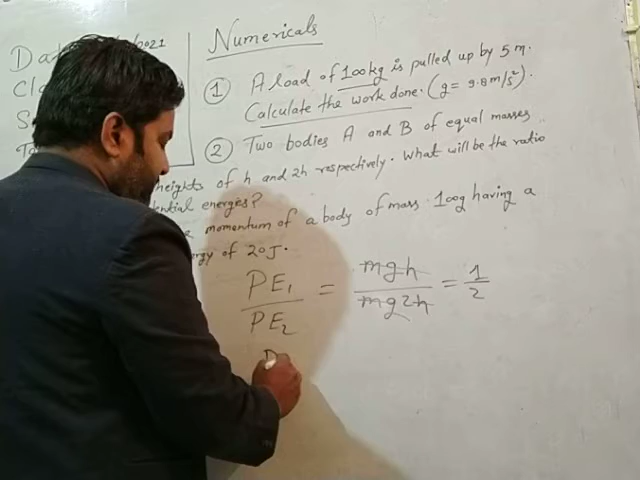 Da /2021
Numericals
Cl
① A load of 100kg is pulled up by 5 m.
S
Calculate the work done. (g = 9.8 m/s²).
T
② Two bodies A and B of equal masses
heights of h and 2h respectively. What will be the ratio
ential energies?
momentum of a body of mass 100g having a
rgy of 20J.
PE₁ / PE₂ = mgh / mg2h = 1/2
P